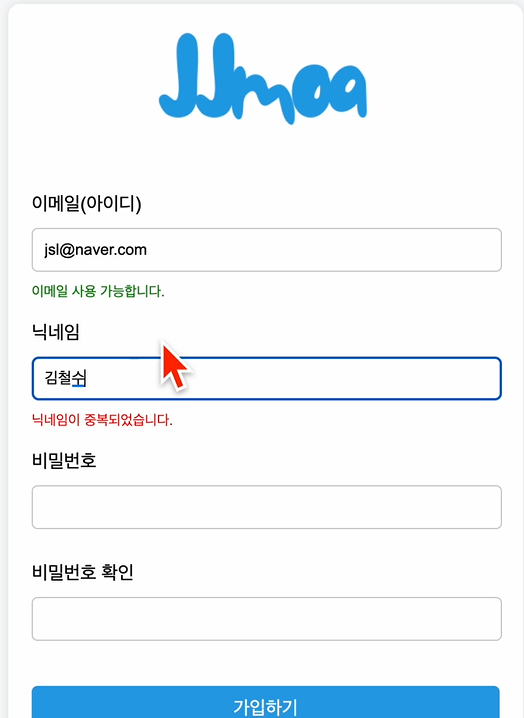 JJmoa
이메일(아이디)
jsl@naver.com
이메일 사용 가능합니다.
닉네임
김철수
닉네임이 중복되었습니다.
비밀번호
비밀번호 확인
가입하기